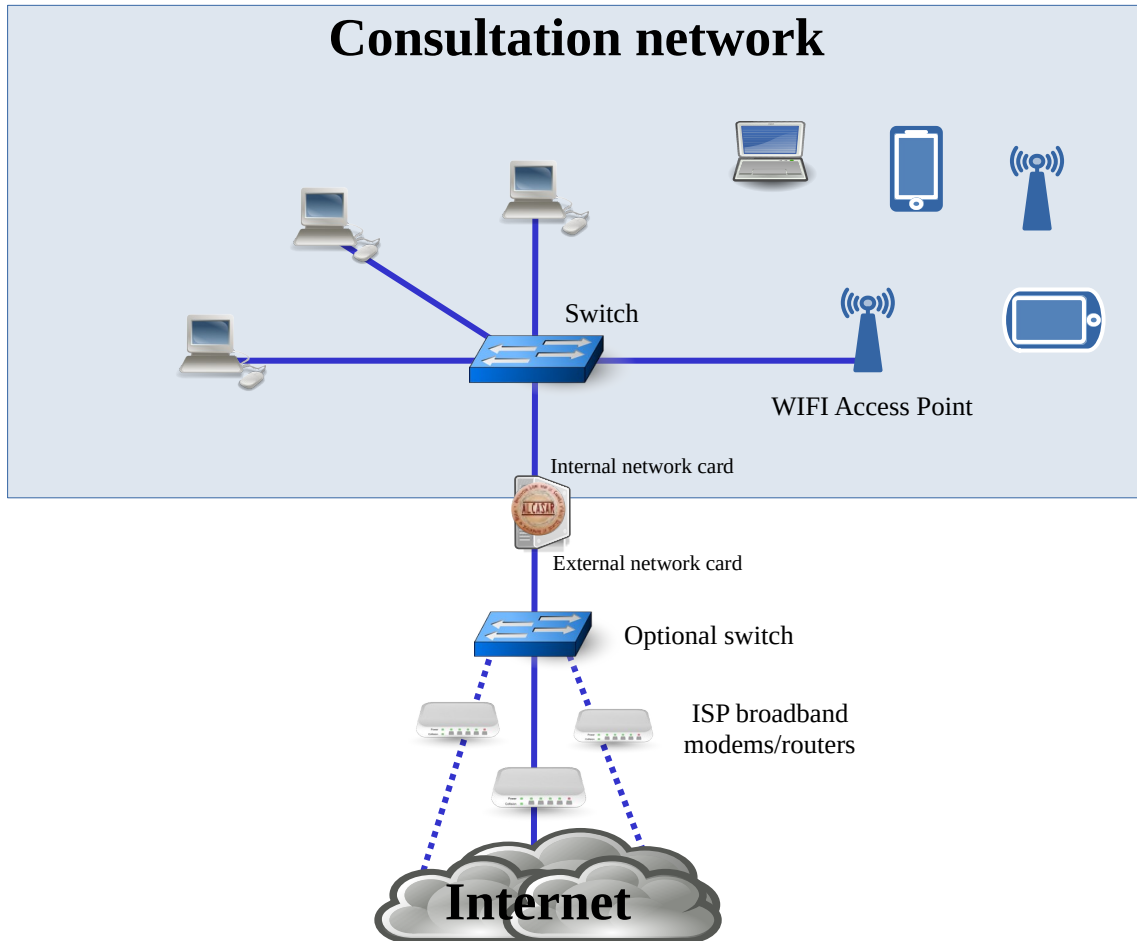 Consultation network
Switch
WIFI Access Point
Internal network card
ALCASAR
External network card
Optional switch
ISP broadband
modems/routers
Internet